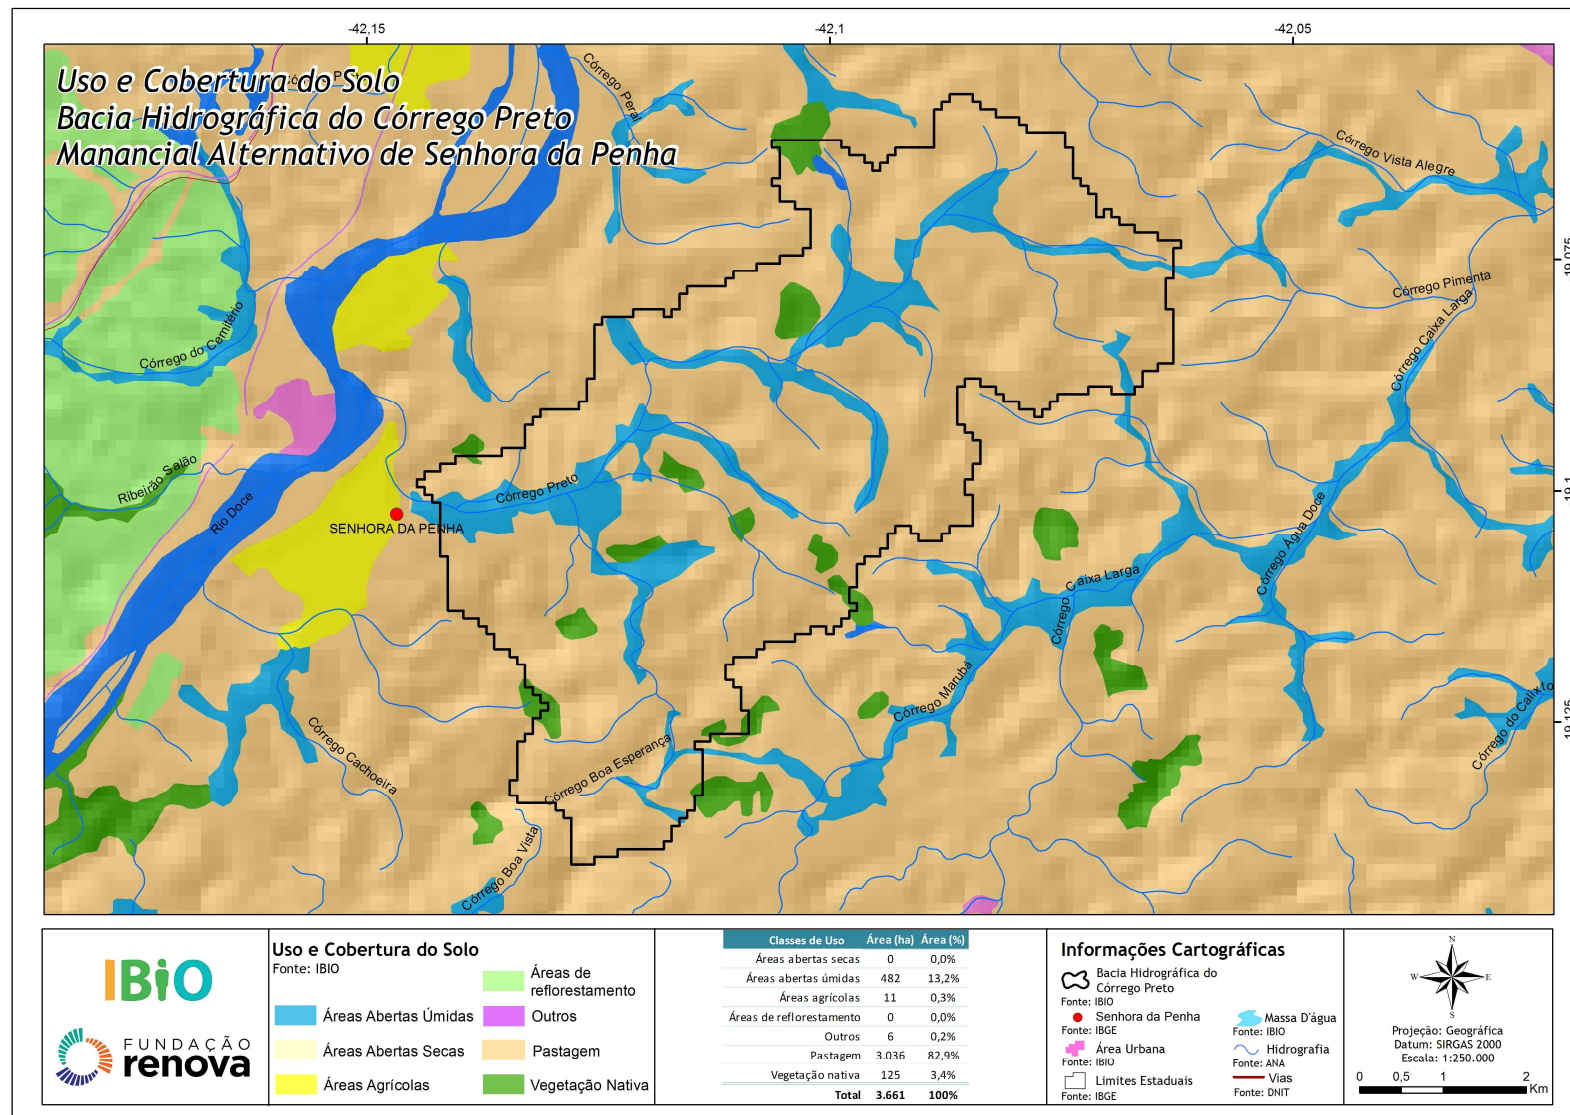 -42,15
-42,1
-42,05
Uso e Cobertura do Solo
Bacia Hidrográfica do Córrego Preto
Manancial Alternativo de Senhora da Penha
Córrego Peral
Córrego Vista Alegre
-19,075
Córrego Pimenta
Córrego Caixa Larga
Córrego do Cemitério
Ribeirão Salão
Rio Doce
Córrego Preto
-19,1
SENHORA DA PENHA
Córrego Água Doce
Córrego Caixa Larga
Córrego Marubá
Córrego do Calixto
-19,125
Córrego Cachoeira
Córrego Boa Esperança
Córrego Boa Vista
IBiO
FUNDAÇÃO
renova
Uso e Cobertura do Solo
Fonte: IBIO
Áreas Abertas Úmidas
Áreas Abertas Secas
Áreas Agrícolas
Áreas de
reflorestamento
Outros
Pastagem
Vegetação Nativa
Classes de Uso Área (ha) Área (%)
Áreas abertas secas 0 0,0%
Áreas abertas úmidas 482 13,2%
Áreas agrícolas 11 0,3%
Áreas de reflorestamento 0 0,0%
Outros 6 0,2%
Pastagem 3.036 82,9%
Vegetação nativa 125 3,4%
Total 3.661 100%
Informações Cartográficas
Bacia Hidrográfica do
Córrego Preto
Fonte: IBIO
Senhora da Penha
Fonte: IBGE
Área Urbana
Fonte: IBIO
Limites Estaduais
Fonte: IBGE
Massa D'água
Fonte: IBIO
Hidrografia
Fonte: ANA
Vias
Fonte: DNIT
N
W E
S
Projeção: Geográfica
Datum: SIRGAS 2000
Escala: 1:250.000
0 0,5 1 2
Km